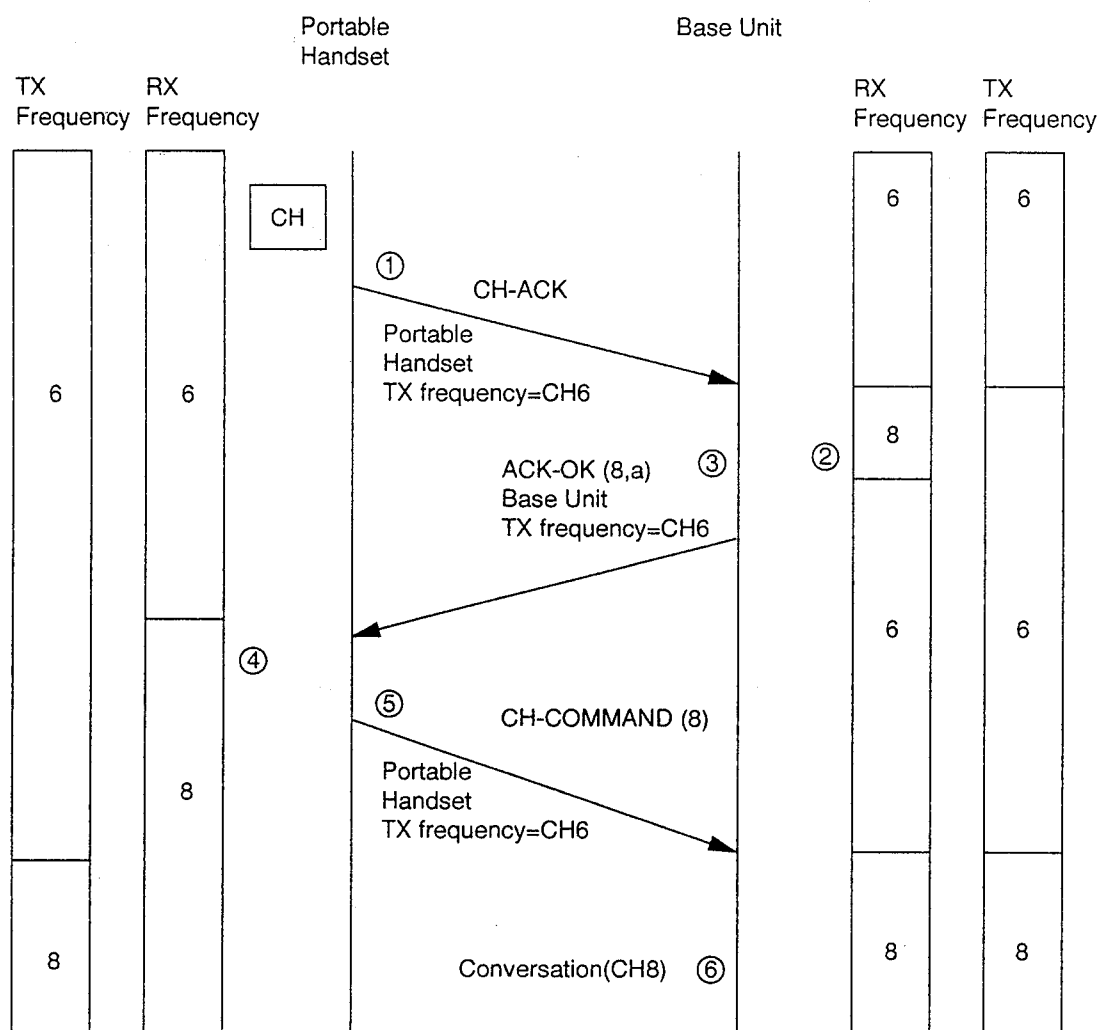 Portable
Handset
Base Unit
TX
Frequency
RX
Frequency
RX
Frequency
TX
Frequency
CH
6
6
①
CH-ACK
Portable
Handset
TX frequency=CH6
6
6
8
②
③
ACK-OK (8,a)
Base Unit
TX frequency=CH6
6
6
④
⑤
CH-COMMAND (8)
Portable
Handset
TX frequency=CH6
8
8
Conversation(CH8)
⑥
8
8